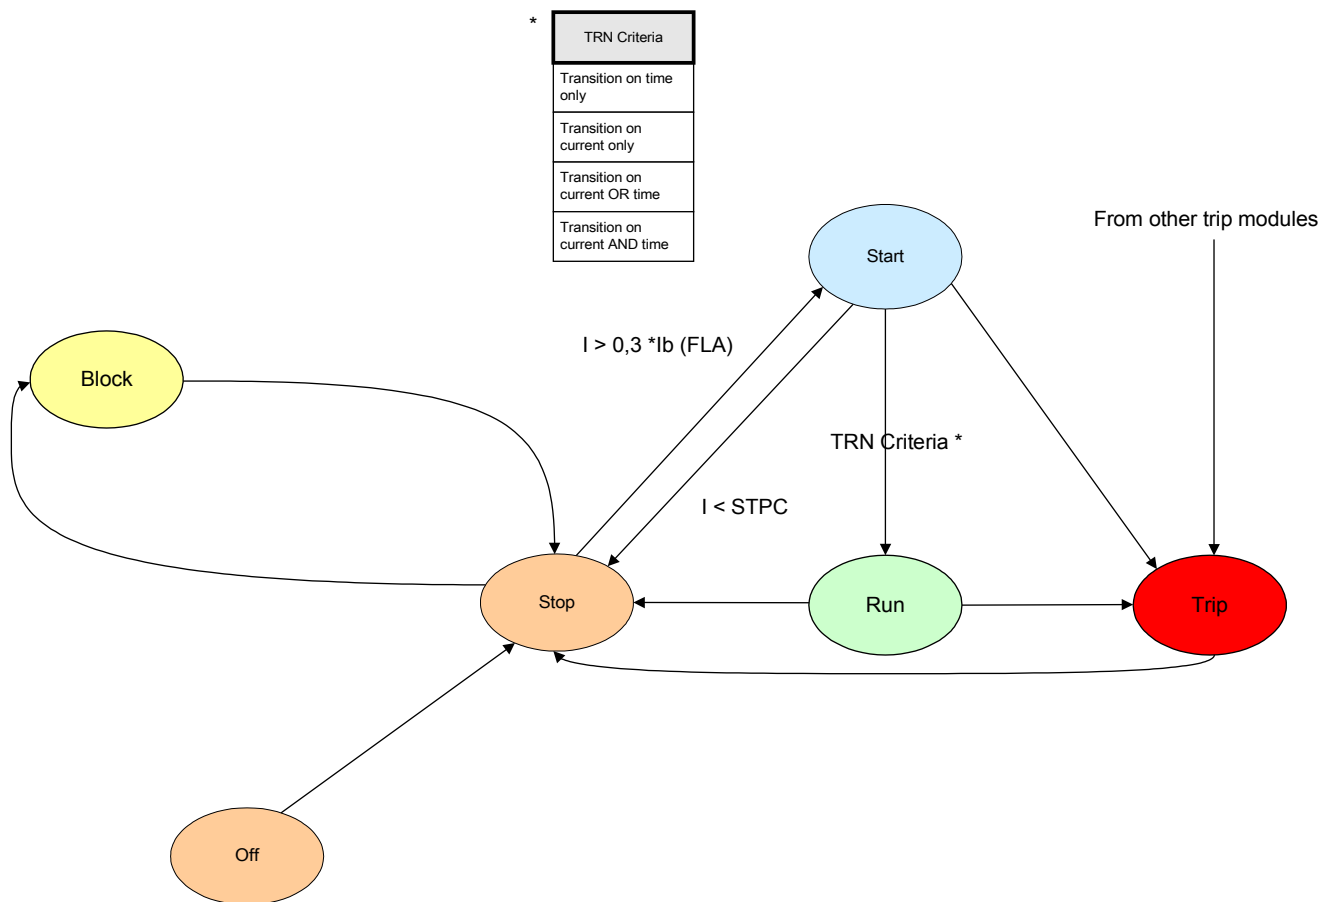 *
TRN Criteria
Transition on time
only
Transition on
current only
Transition on
current OR time
Transition on
current AND time
From other trip modules
Start
I > 0,3 *Ib (FLA)
Block
TRN Criteria *
I < STPC
Stop
Run
Trip
Off